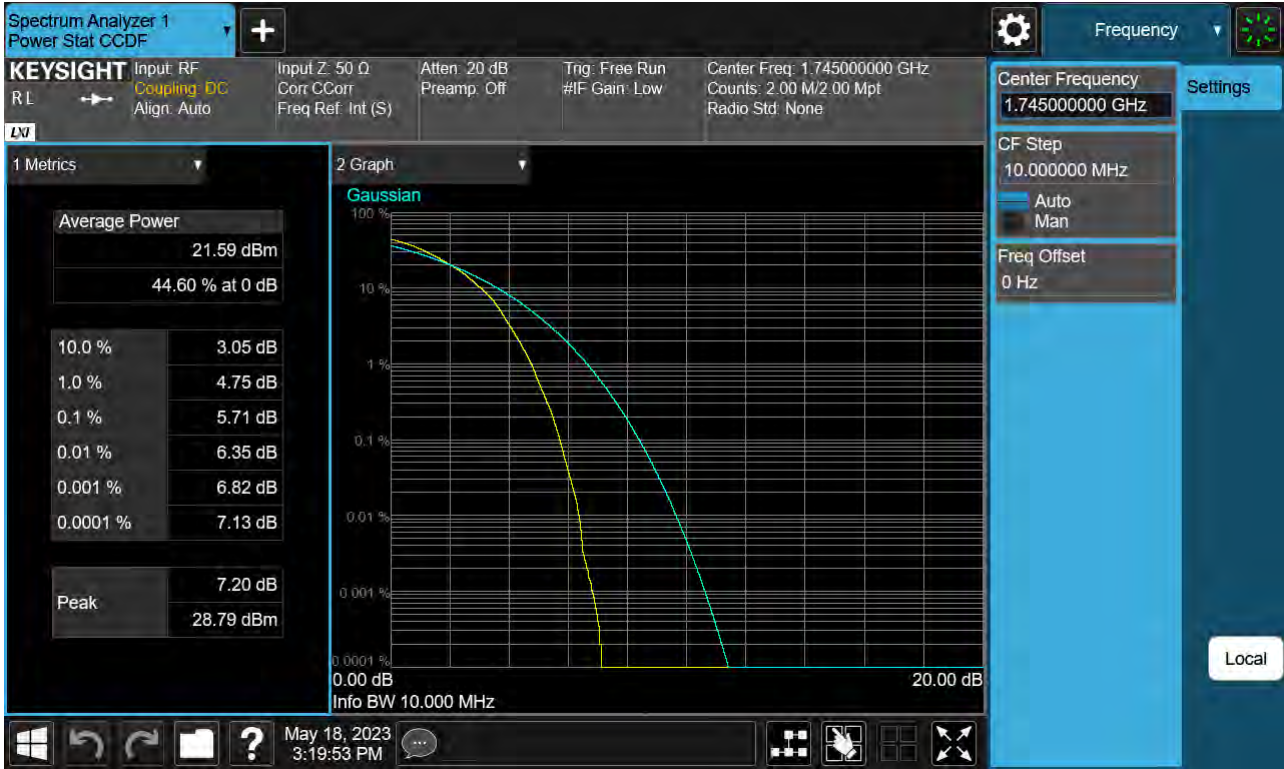 Spectrum Analyzer 1
Power Stat CCDF
Frequency
KEYSIGHT
R L
LXI
Input: RF
Coupling: DC
Align: Auto
Input Z: 50 Ω
Corr CCorr
Freq Ref: Int (S)
Atten: 20 dB
Preamp: Off
Trig: Free Run
#IF Gain: Low
Center Freq: 1.745000000 GHz
Counts: 2.00 M/2.00 Mpt
Radio Std: None
Center Frequency
1.745000000 GHz
Settings
CF Step
10.000000 MHz
Auto
Man
Freq Offset
0 Hz
Local
1 Metrics
Average Power
21.59 dBm
44.60 % at 0 dB
10.0 % 3.05 dB
1.0 % 4.75 dB
0.1 % 5.71 dB
0.01 % 6.35 dB
0.001 % 6.82 dB
0.0001 % 7.13 dB
Peak
7.20 dB
28.79 dBm
2 Graph
Gaussian
100 %
10 %
1 %
0.1 %
0.01 %
0.001 %
0.0001 %
0.00 dB 20.00 dB
Info BW 10.000 MHz
?
May 18, 2023
3:19:53 PM